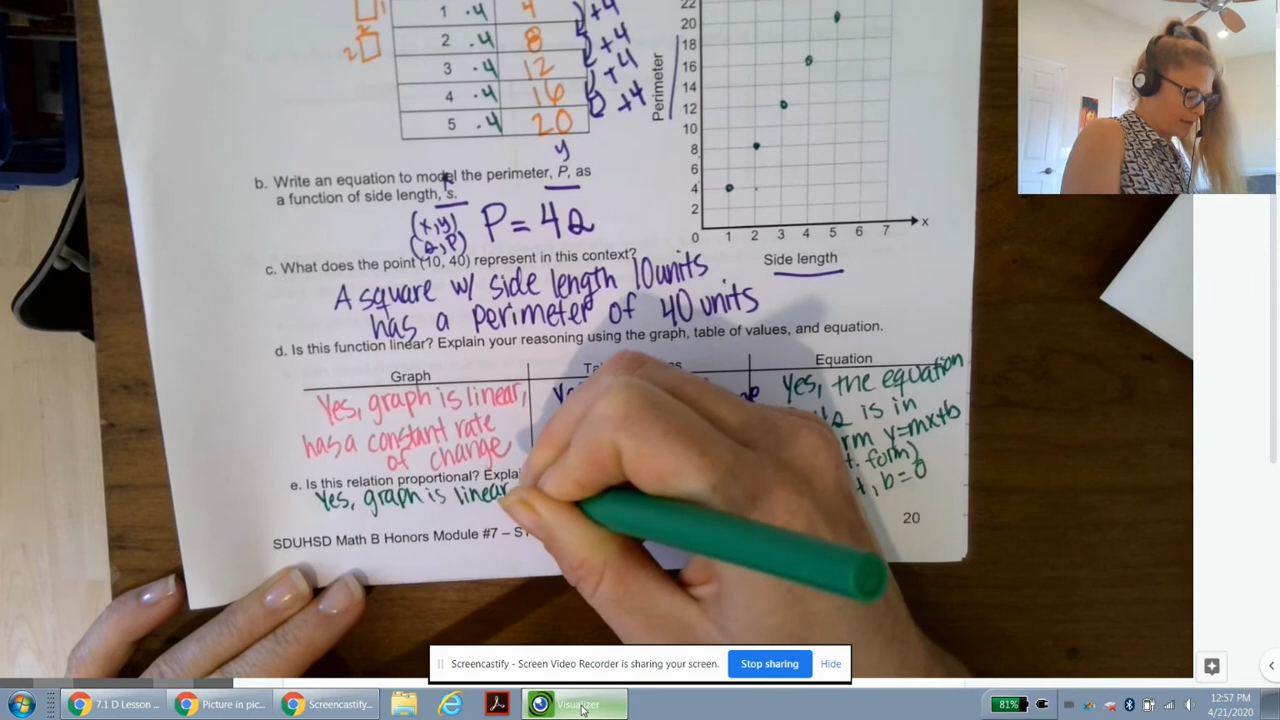 1 ·4 4 +4
2 ·4 8 +4
3 ·4 12 +4
4 ·4 16 +4
5 ·4 20
y
b. Write an equation to model the perimeter, P, as
a function of side length, s.
(x,y)
(s,P) P = 4s
c. What does the point (10, 40) represent in this context?
A square w/ side length 10 units
has a perimeter of 40 units
d. Is this function linear? Explain your reasoning using the graph, table of values, and equation.
Graph
Yes, graph is linear,
has a constant rate
of change
Equation
Yes, the equation
is in
y=mx+b
form)
, b=0
e. Is this relation proportional?
Yes, graph is linear
SDUHSD Math B Honors Module #7 –
20
Perimeter
22
20
18
16
14
12
10
8
6
4
2
0 1 2 3 4 5 6 7 x
Side length
Screencastify - Screen Video Recorder is sharing your screen. Stop sharing Hide
7.1 D Lesson ... Picture in pic... Screencastify... Visualizer
81% 12:57 PM
4/21/2020